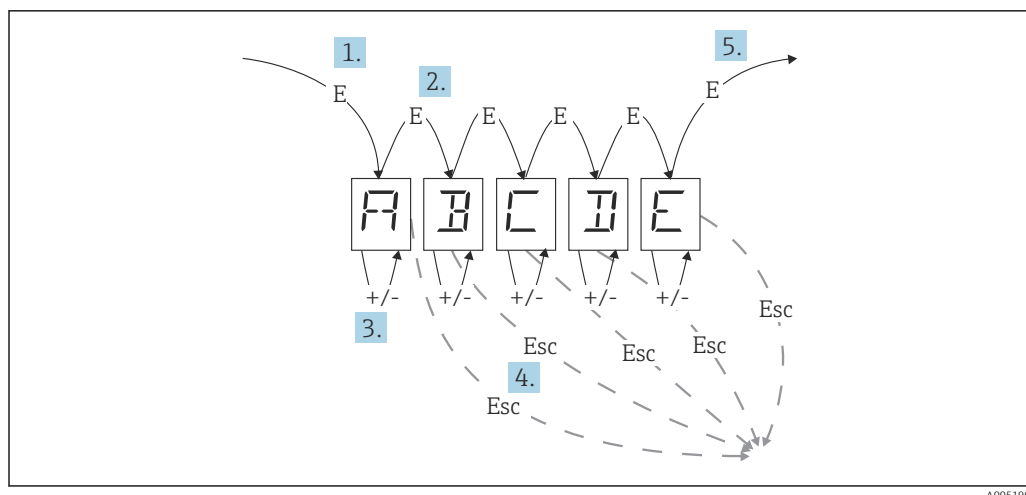 1.
5.
2.
E
E
E E E E
A B C D E
+/- +/- +/- +/- +/-
3.
Esc
Esc
Esc
Esc
4.
Esc